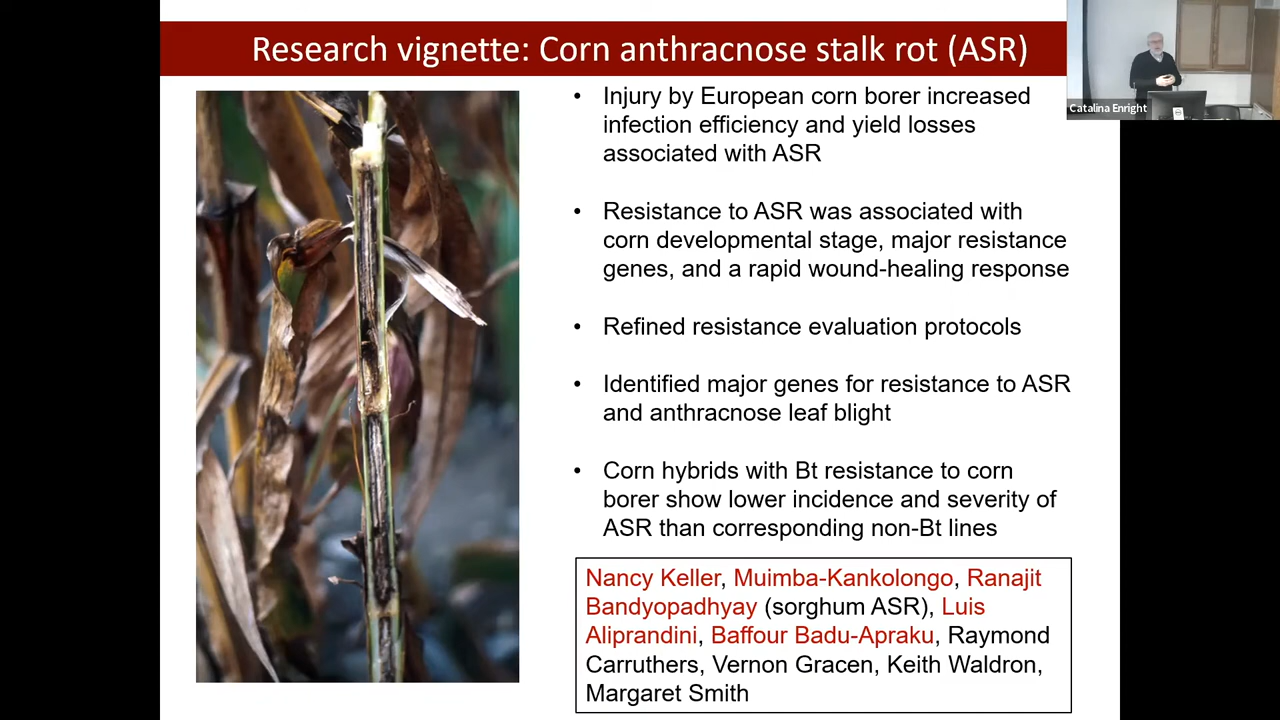 Research vignette: Corn anthracnose stalk rot (ASR)
Catalina Enright
• Injury by European corn borer increased
infection efficiency and yield losses
associated with ASR
• Resistance to ASR was associated with
corn developmental stage, major resistance
genes, and a rapid wound-healing response
• Refined resistance evaluation protocols
• Identified major genes for resistance to ASR
and anthracnose leaf blight
• Corn hybrids with Bt resistance to corn
borer show lower incidence and severity of
ASR than corresponding non-Bt lines
Nancy Keller, Muimba-Kankolongo, Ranajit
Bandyopadhyay (sorghum ASR), Luis
Aliprandini, Baffour Badu-Apraku, Raymond
Carruthers, Vernon Gracen, Keith Waldron,
Margaret Smith